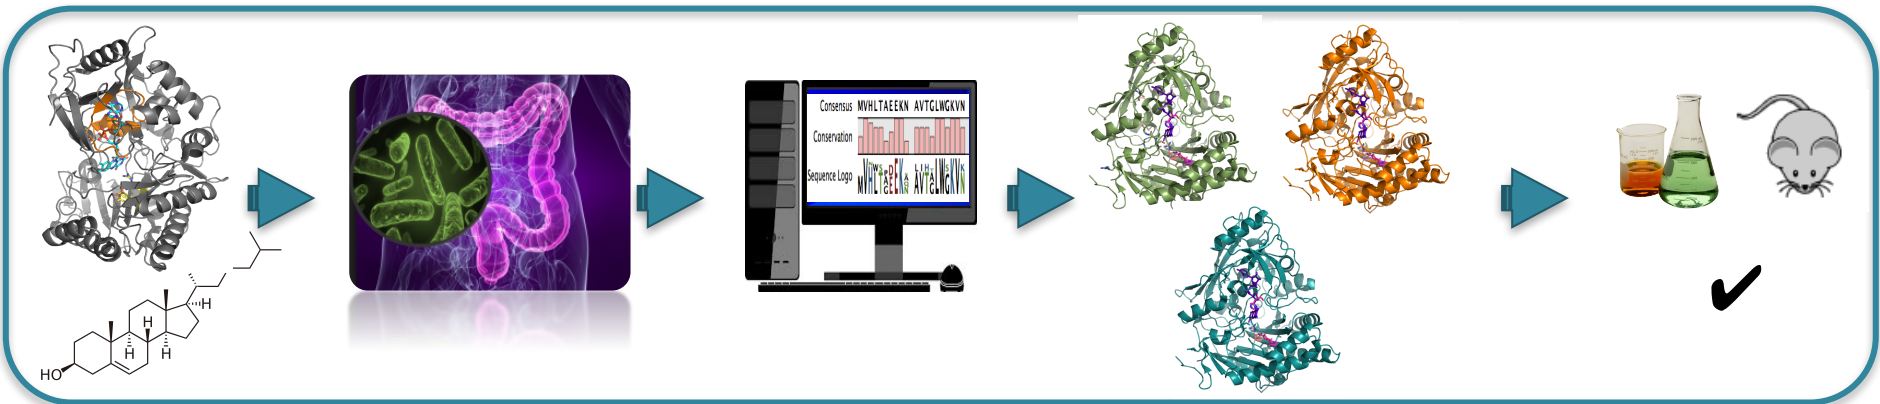 HO
H
H
H
H
Consensus MVHLTAEEKN AVTGLWGKVN
Conservation
Sequence Logo